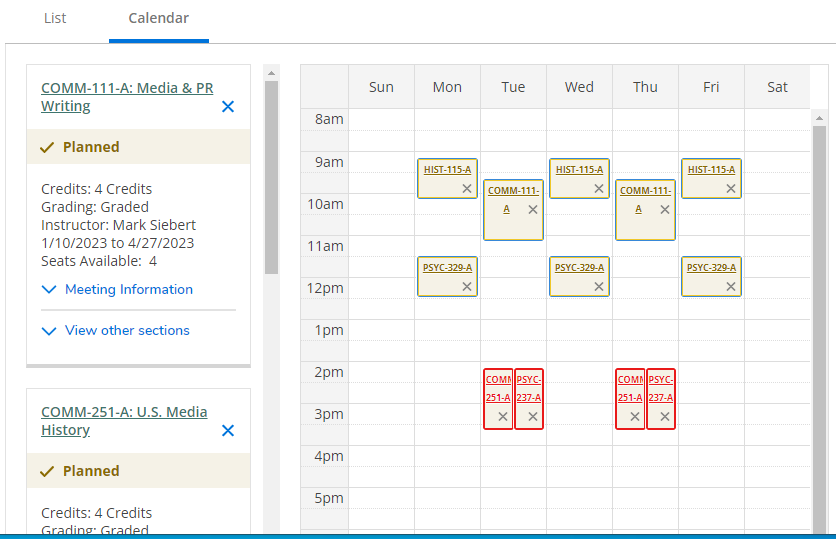 List
Calendar
COMM-111-A: Media & PR
Writing
Planned
Credits: 4 Credits
Grading: Graded
Instructor: Mark Siebert
1/10/2023 to 4/27/2023
Seats Available: 4
Meeting Information
View other sections
COMM-251-A: U.S. Media
History
Planned
Credits: 4 Credits
Grading: Graded
Sun Mon Tue Wed Thu Fri Sat
8am
9am
HIST-115-A HIST-115-A HIST-115-A
COMM-111-
A
COMM-111-
A
10am
11am
PSYC-329-A PSYC-329-A PSYC-329-A
12pm
1pm
2pm
COMM
251-A
PSYC-
237-A
COMM
251-A
PSYC-
237-A
3pm
4pm
5pm